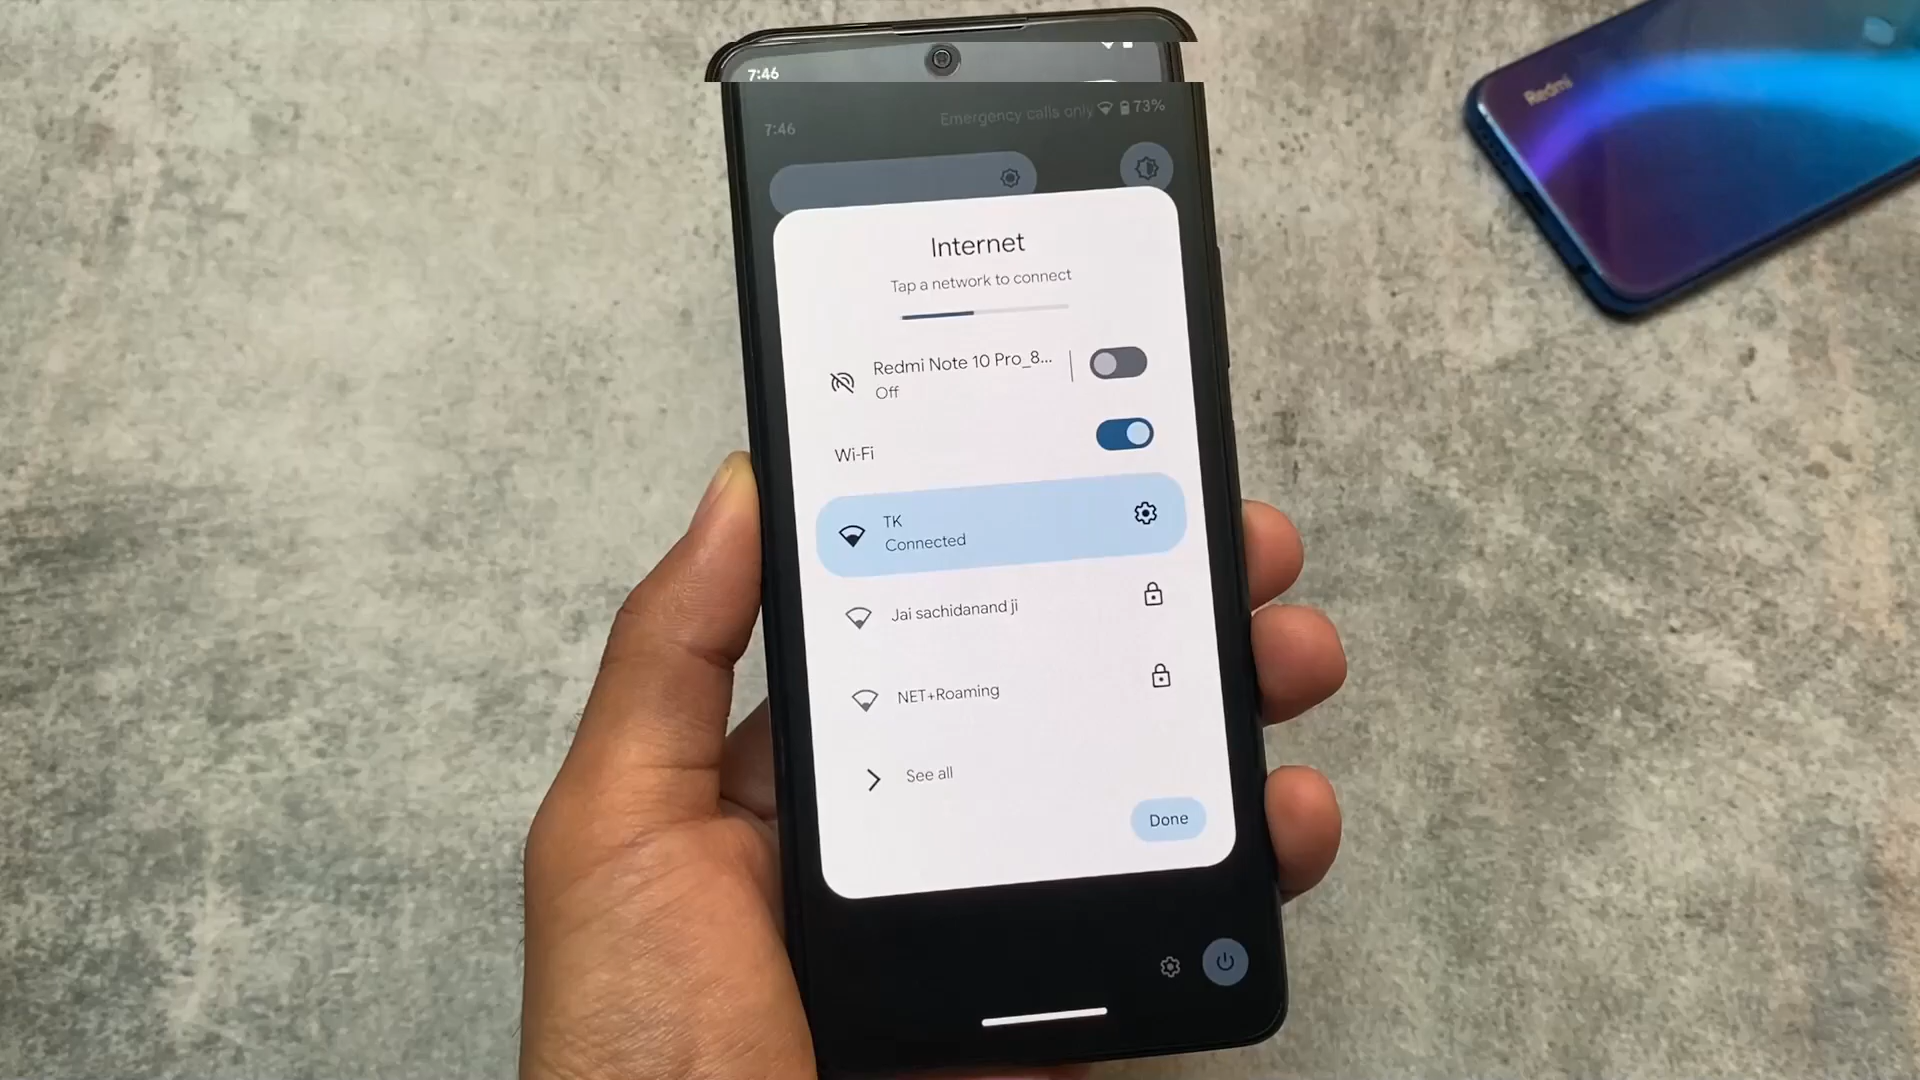 7:46
7:46
Emergency calls only 73%
Redmi
Internet
Tap a network to connect
Redmi Note 10 Pro_8...
Off
Wi-Fi
TK
Connected
Jai sachidanand ji
NET+Roaming
See all
Done